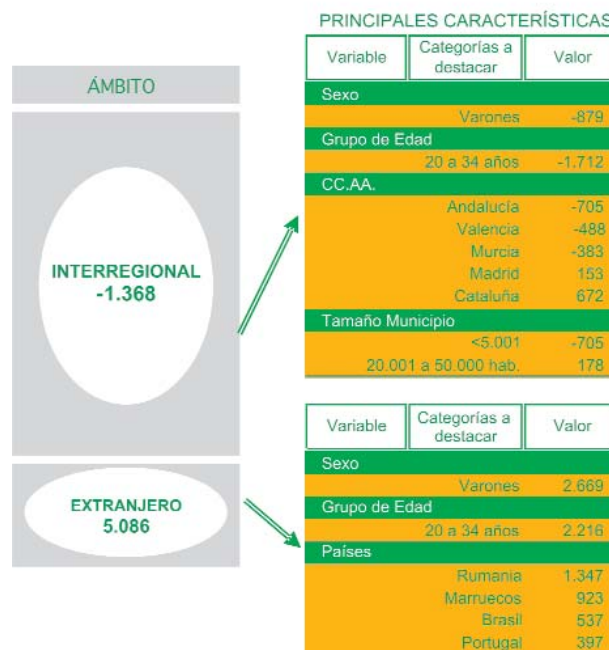 PRINCIPALES CARACTERÍSTICAS
ÁMBITO
INTERREGIONAL
-1.368
Variable Categorías a destacar Valor
Sexo
Varones -879
Grupo de Edad
20 a 34 años -1.712
CC.AA.
Andalucía -705
Valencia -488
Murcia -383
Madrid 153
Cataluña 672
Tamaño Municipio
<5.001 -705
20.001 a 50.000 hab. 178
EXTRANJERO
5.086
Variable Categorías a destacar Valor
Sexo
Varones 2.669
Grupo de Edad
20 a 34 años 2.216
Países
Rumania 1.347
Marruecos 923
Brasil 537
Portugal 397